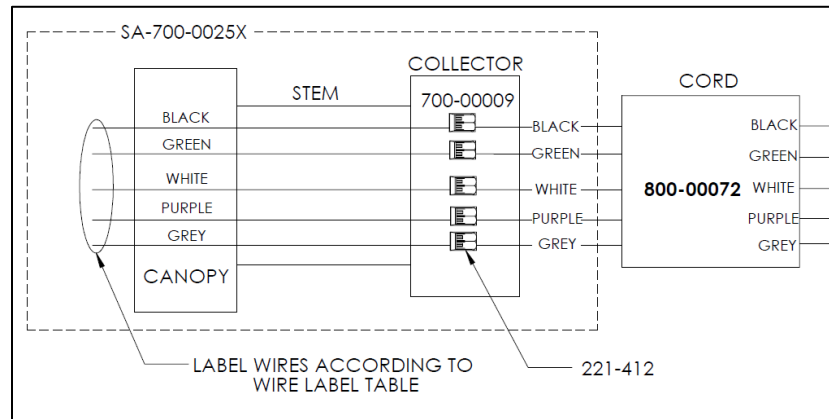 SA-700-0025X
COLLECTOR
700-00009
STEM
CORD
BLACK
GREEN
WHITE
PURPLE
GREY
CANOPY
BLACK
GREEN
WHITE
PURPLE
GREY
800-00072
BLACK
GREEN
WHITE
PURPLE
GREY
LABEL WIRES ACCORDING TO
WIRE LABEL TABLE
221-412